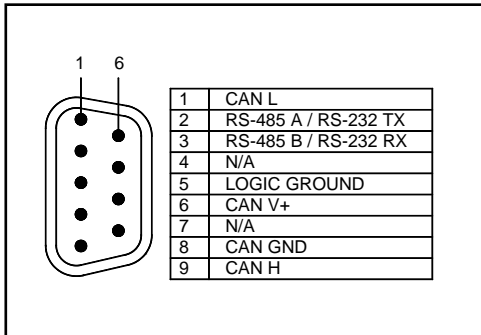 1 6
1 CAN L
2 RS-485 A / RS-232 TX
3 RS-485 B / RS-232 RX
4 N/A
5 LOGIC GROUND
6 CAN V+
7 N/A
8 CAN GND
9 CAN H